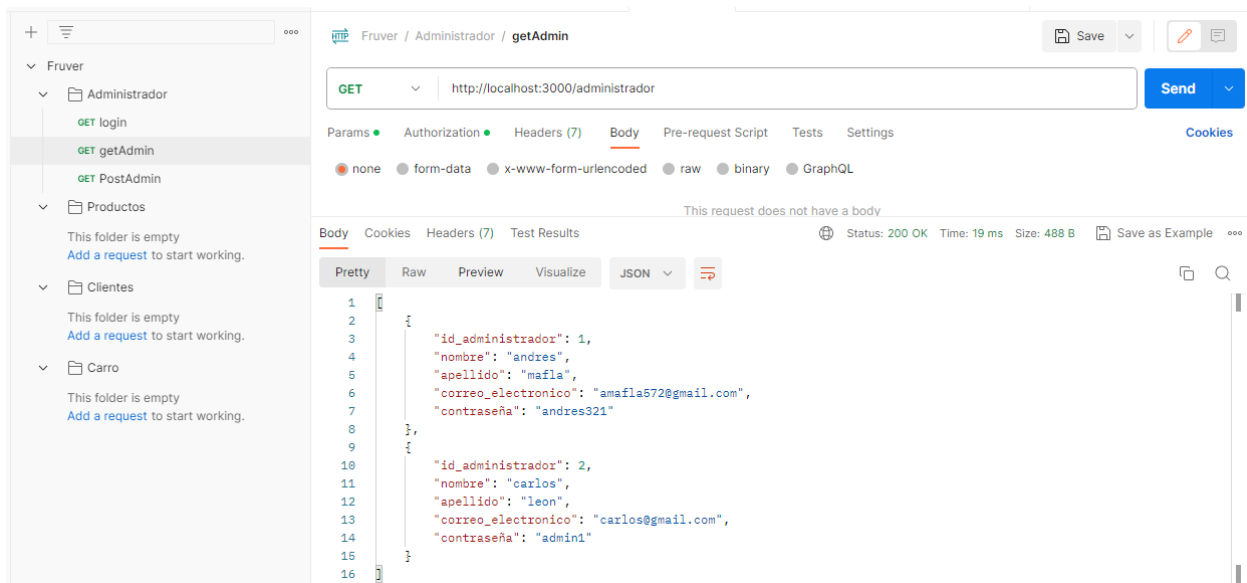 Fruver / Administrador / getAdmin
Save
Fruver
Administrador
GET login
GET getAdmin
GET PostAdmin
Productos
This folder is empty
Add a request to start working.
Clientes
This folder is empty
Add a request to start working.
Carro
This folder is empty
Add a request to start working.
HTTP
GET http://localhost:3000/administrador Send
Params Authorization Headers (7) Body Pre-request Script Tests Settings Cookies
none form-data x-www-form-urlencoded raw binary GraphQL
This request does not have a body
Body Cookies Headers (7) Test Results Status: 200 OK Time: 19 ms Size: 488 B Save as Example
Pretty Raw Preview Visualize JSON
1 [
2 {
3 "id_administrador": 1,
4 "nombre": "andres",
5 "apellido": "mafla",
6 "correo_electronico": "amafla572@gmail.com",
7 "contraseña": "andres321"
8 },
9 {
10 "id_administrador": 2,
11 "nombre": "carlos",
12 "apellido": "leon",
13 "correo_electronico": "carlos@gmail.com",
14 "contraseña": "admin1"
15 }
16 ]